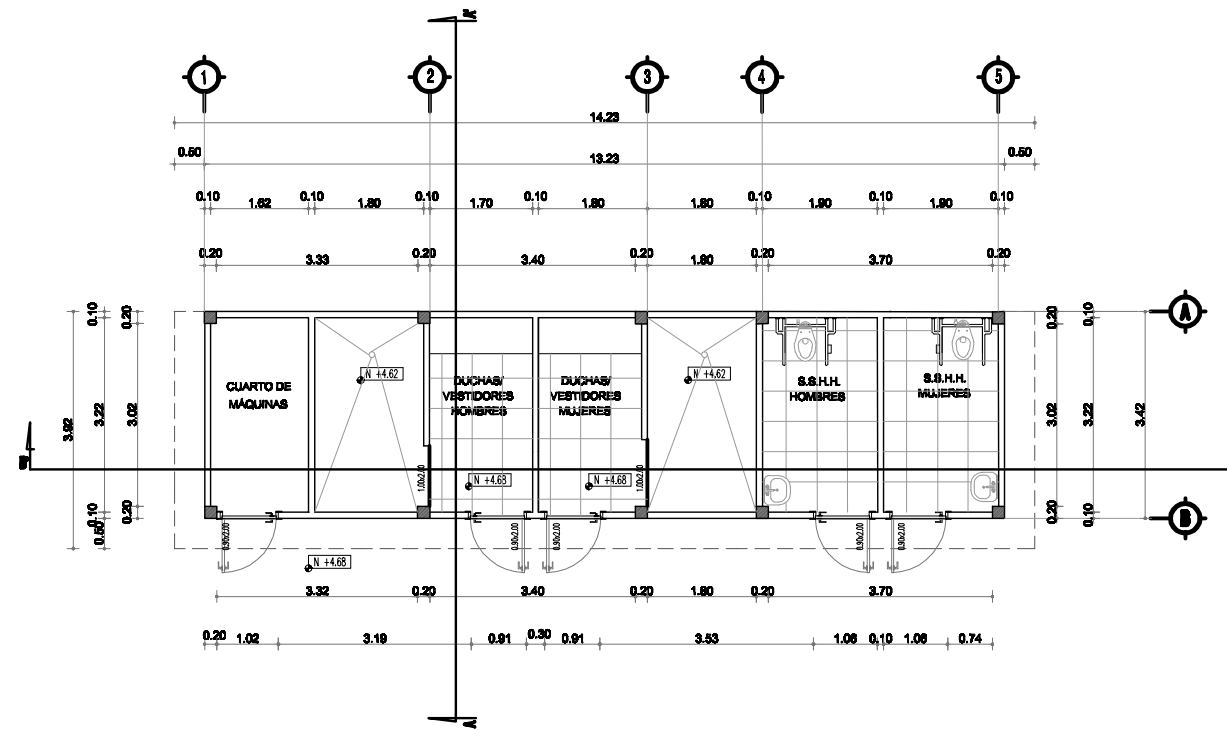 A'
1 2 3 4 5
14.23
0.50 13.23 0.50
0.10 1.62 0.10 1.80 0.10 1.70 0.10 1.80 1.80 0.10 1.90 0.10 1.90 0.10
0.20 3.33 0.20 3.40 0.20 1.80 0.20 3.70 0.20
A
0.10
0.20
0.20
0.10
N +4.62
N +4.62
CUARTO DE
MÁQUINAS
DUCHAS/
VESTIDORES
HOMBRES
DUCHAS/
VESTIDORES
MUJERES
S.S.H.H.
HOMBRES
S.S.H.H.
MUJERES
3.92
3.22
3.02
3.02
3.22
3.42
1.00x2.00
1.00x2.00
N +4.68
N +4.68
0.10
0.50
0.20
0.20
0.10
B
0.90x2.00
0.90x2.00
0.90x2.00
0.90x2.00
0.90x2.00
N +4.68
3.32 0.20 3.40 0.20 1.80 0.20 3.70
0.20 1.02 3.19 0.91 0.30 0.91 3.53 1.06 0.10 1.06 0.74
A'